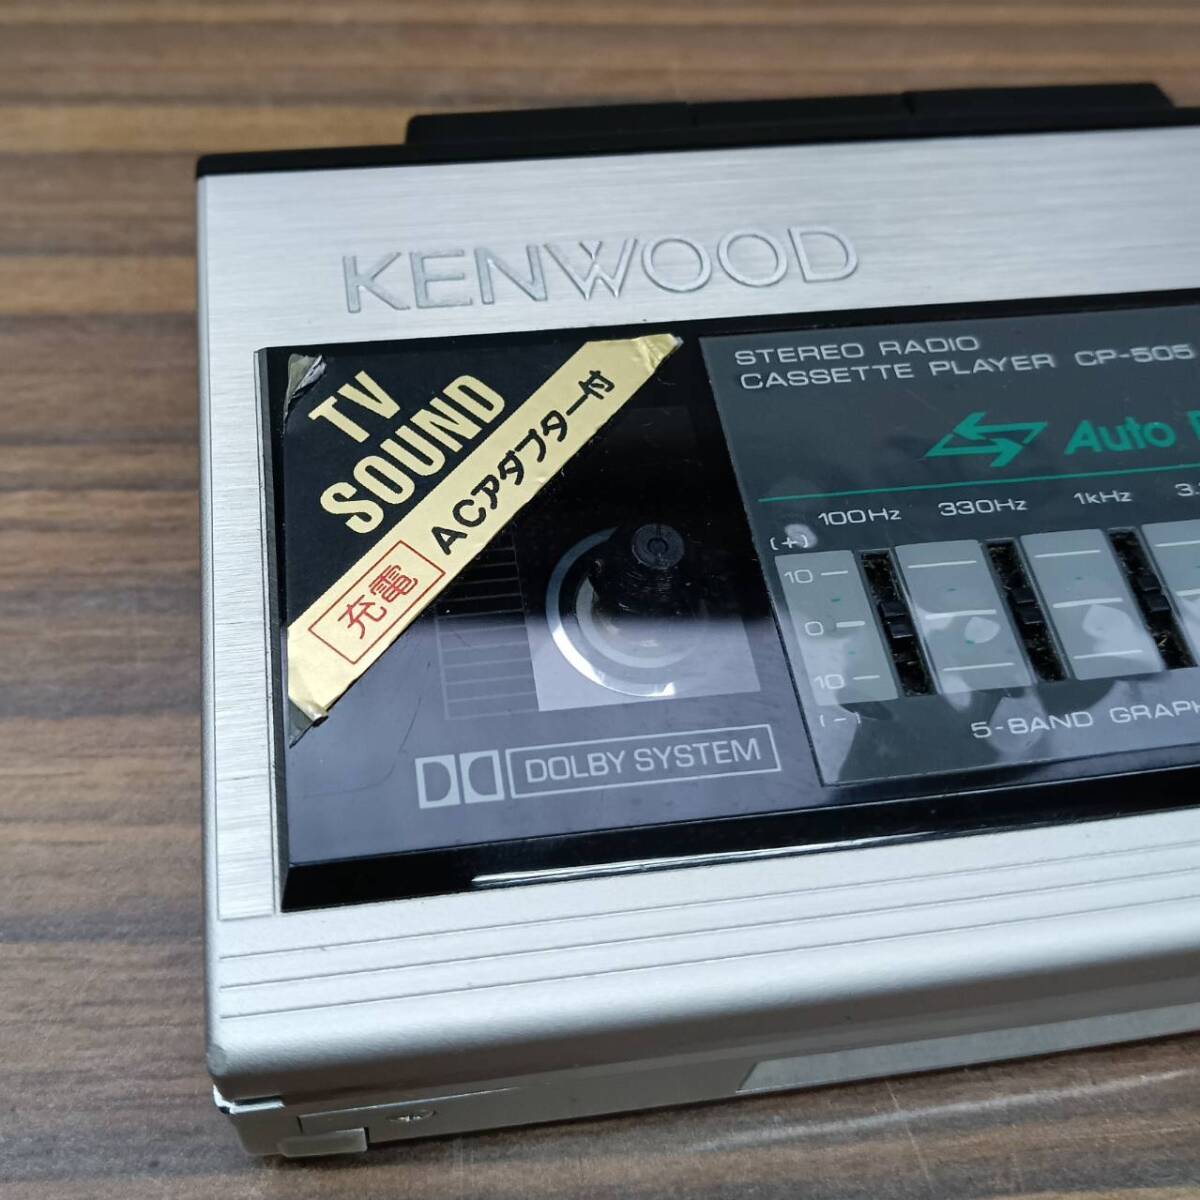 KENWOOD
TV
SOUND
充電 ACアダプター付
STEREO RADIO
CASSETTE PLAYER CP-505
Auto
100Hz 330Hz 1kHz
(+)
10
0
10
(-)
5-BAND GRAPH
DOLBY SYSTEM